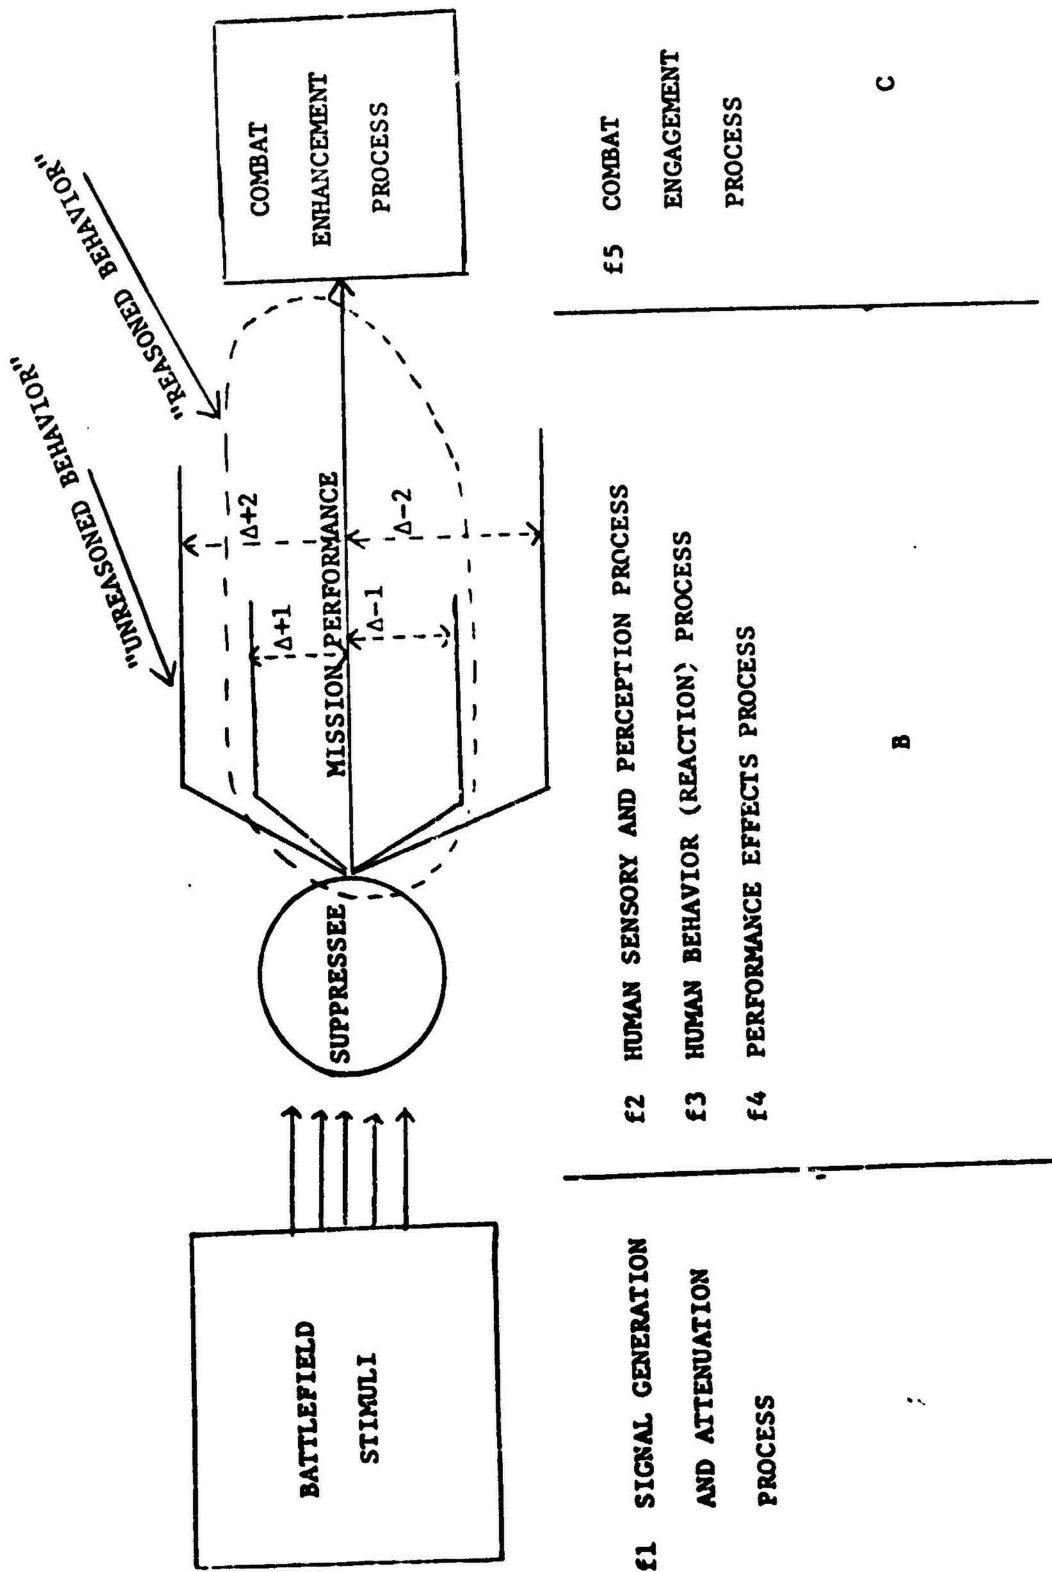 "UNREASONED BEHAVIOR"
"REASONED BEHAVIOR"
BATTLEFIELD
STIMULI
SUPPRESSEE
MISSION PERFORMANCE
Δ+1
Δ+2
Δ-1
Δ-2
COMBAT
ENHANCEMENT
PROCESS
f1 SIGNAL GENERATION
AND ATTENUATION
PROCESS
f2 HUMAN SENSORY AND PERCEPTION PROCESS
f3 HUMAN BEHAVIOR (REACTION) PROCESS
f4 PERFORMANCE EFFECTS PROCESS
B
f5 COMBAT
ENGAGEMENT
PROCESS
C